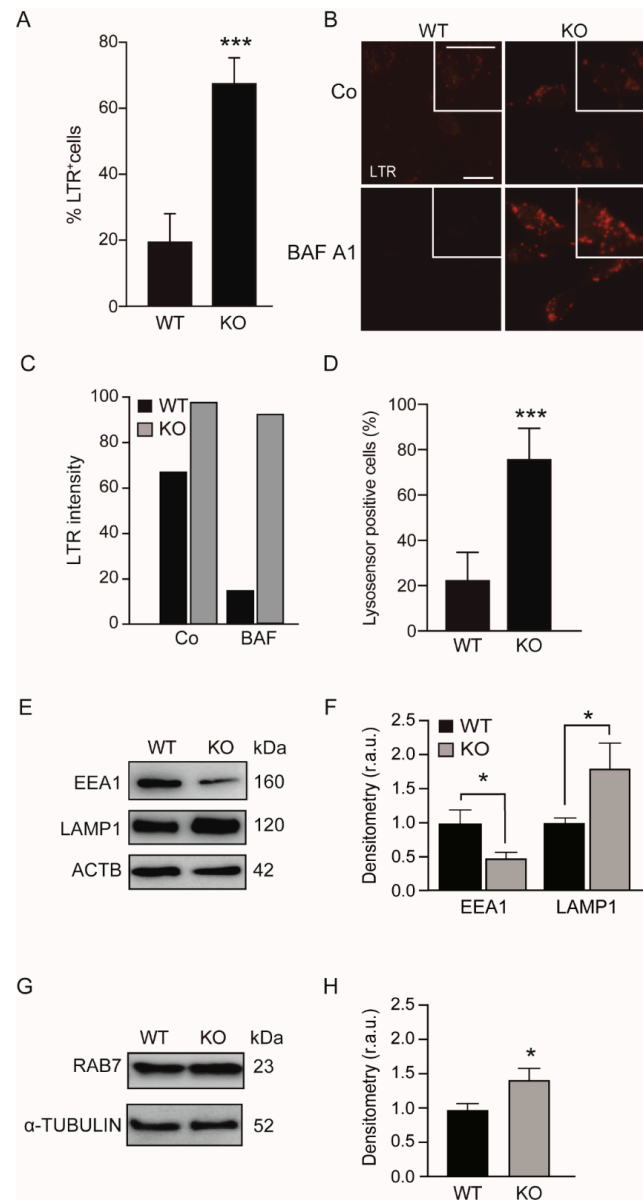 A
% LTR+cells
80
60
40
20
0
***
WT KO
B
WT KO
Co
LTR
BAF A1
C
LTR intensity
100
80
60
40
20
0
WT
KO
Co BAF
D
Lysosensor positive cells (%)
100
80
60
40
20
0
***
WT KO
E
WT KO kDa
EEA1 160
LAMP1 120
ACTB 42
F
Densitometry (r.a.u.)
2.5
2.0
1.5
1.0
0.5
0.0
WT
KO
*
*
EEA1 LAMP1
G
WT KO kDa
RAB7 23
α-TUBULIN 52
H
Densitometry (r.a.u.)
2.5
2.0
1.5
1.0
0.5
0.0
*
WT KO